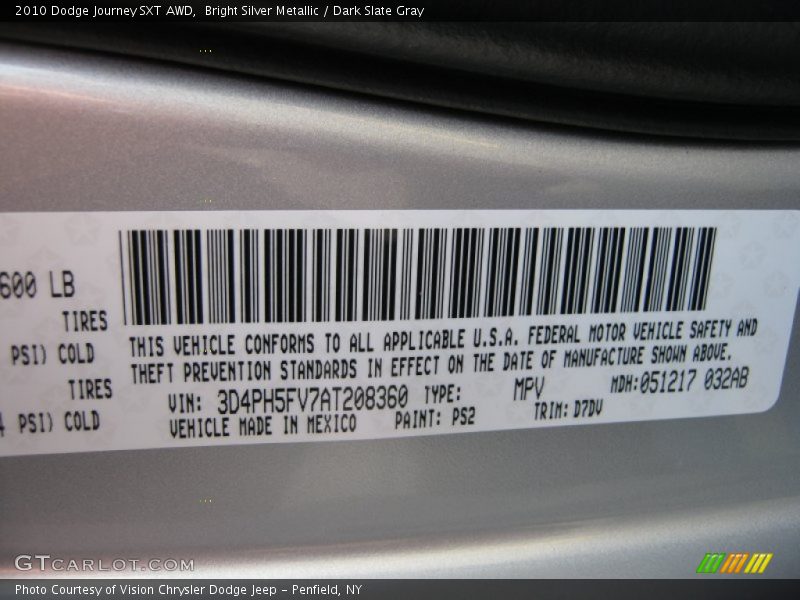 2010 Dodge Journey SXT AWD, Bright Silver Metallic / Dark Slate Gray
600 LB
TIRES
PSI) COLD
TIRES
PSI) COLD
THIS VEHICLE CONFORMS TO ALL APPLICABLE U.S.A. FEDERAL MOTOR VEHICLE SAFETY AND
THEFT PREVENTION STANDARDS IN EFFECT ON THE DATE OF MANUFACTURE SHOWN ABOVE.
VIN: 3D4PH5FV7AT208360 TYPE: MPV MDH:051217 032AB
VEHICLE MADE IN MEXICO PAINT: PS2 TRIM: D7DV
GTCARLOT.COM
Photo Courtesy of Vision Chrysler Dodge Jeep - Penfield, NY